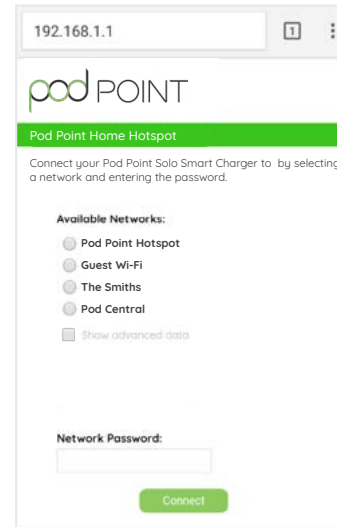 192.168.1.1
1
pod POINT
Pod Point Home Hotspot
Connect your Pod Point Solo Smart Charger to by selecting
a network and entering the password.
Available Networks:
Pod Point Hotspot
Guest Wi-Fi
The Smiths
Pod Central
Show advanced data
Network Password:
Connect